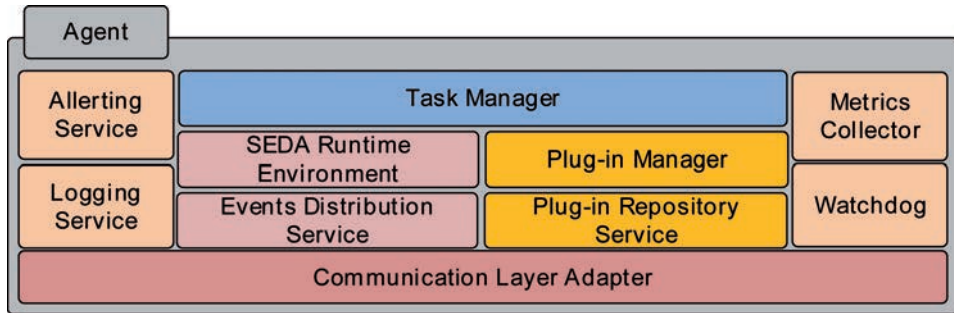 Agent
Allerting
Service
Task Manager
Metrics
Collector
SEDA Runtime
Environment
Plug-in Manager
Logging
Service
Events Distribution
Service
Plug-in Repository
Service
Watchdog
Communication Layer Adapter